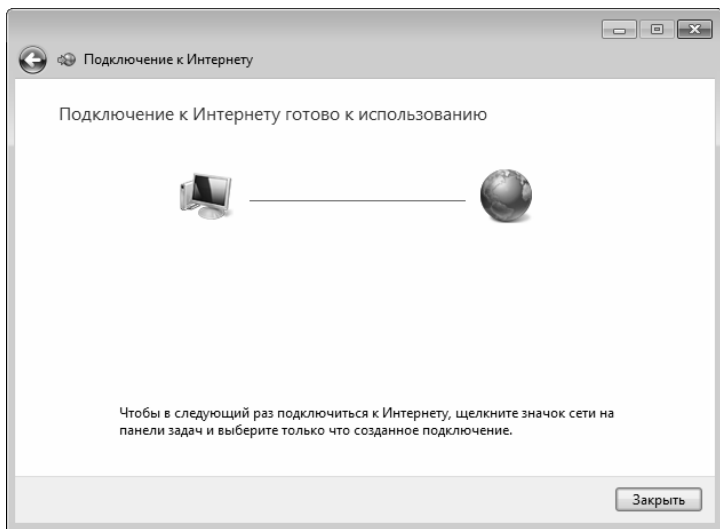 Подключение к Интернету
Подключение к Интернету готово к использованию
Чтобы в следующий раз подключиться к Интернету, щелкните значок сети на
панели задач и выберите только что созданное подключение.
Закрыть